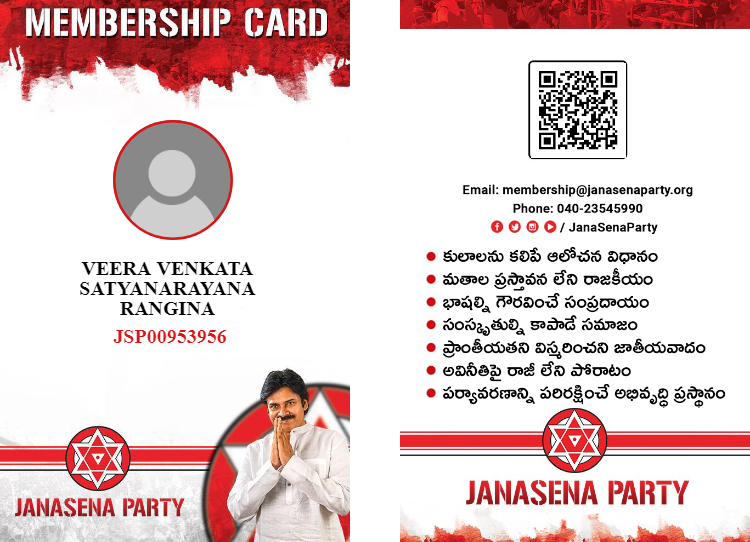 MEMBERSHIP CARD
VEERA VENKATA
SATYANARAYANA
RANGINA
JSP00953956
JANASENA PARTY
Email: membership@janasenaparty.org
Phone: 040-23545990
/ JanaSenaParty
కులాలను కలిపే ఆలోచన విధానం
మతాల ప్రస్తావన లేని రాజకీయం
భాషల్ని గౌరవించే సంప్రదాయం
సంస్కృతుల్ని కాపాడే సమాజం
ప్రాంతీయతని విస్మరించని జాతీయవాదం
అవినీతిపై రాజీ లేని పోరాటం
పర్యావరణాన్ని పరిరక్షించే అభివృద్ధి ప్రస్థానం
JANASENA PARTY